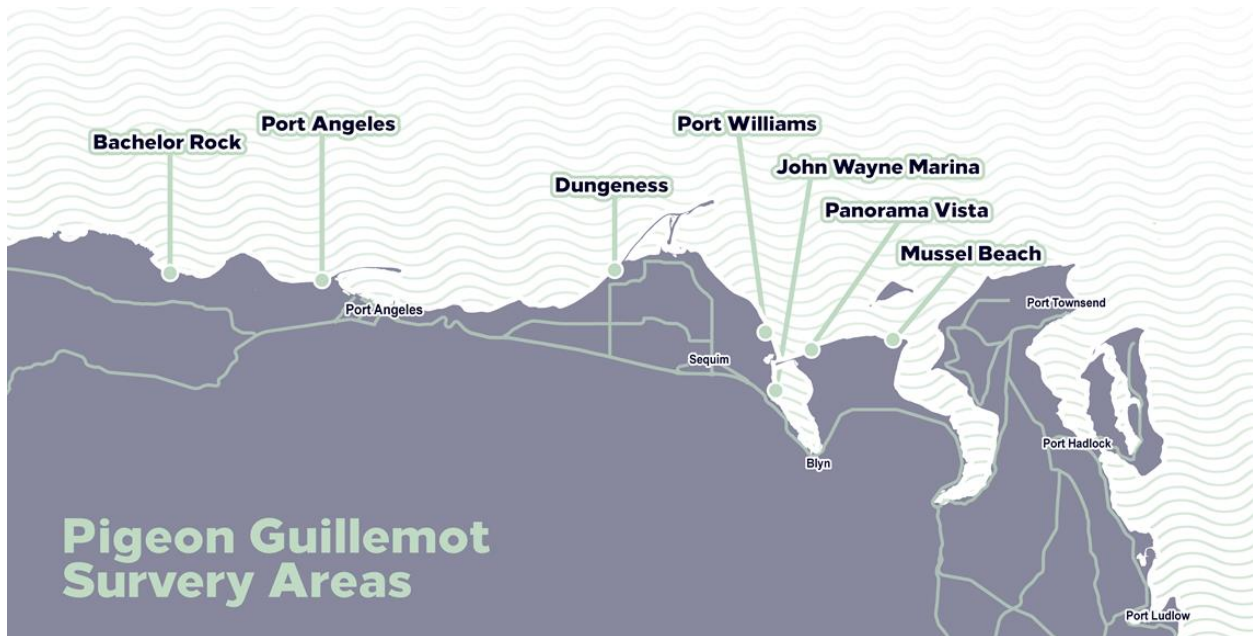 Port Angeles
Port Williams
Bachelor Rock
John Wayne Marina
Dungeness
Panorama Vista
Mussel Beach
Port Townsend
Port Angeles
Sequim
Port Hadlock
Blyn
Pigeon Guillemot
Survery Areas
Port Ludlow